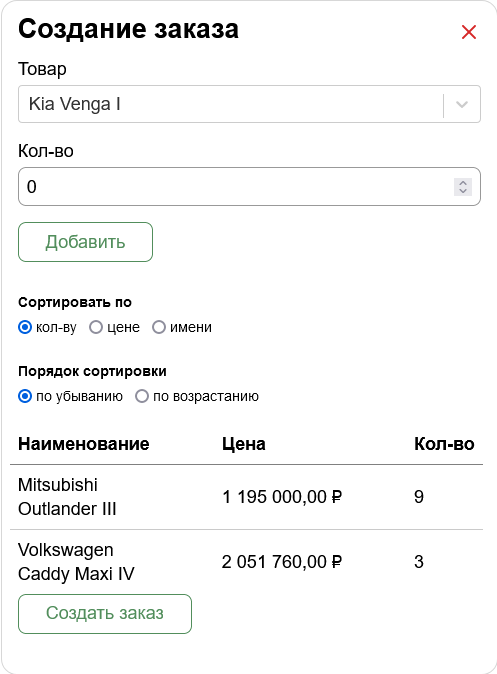 Создание заказа
Товар
Kia Venga I
Кол-во
0
Добавить
Сортировать по
кол-ву цене имени
Порядок сортировки
по убыванию по возрастанию
Наименование Цена Кол-во
Mitsubishi
Outlander III 1 195 000,00 ₽ 9
Volkswagen
Caddy Maxi IV 2 051 760,00 ₽ 3
Создать заказ